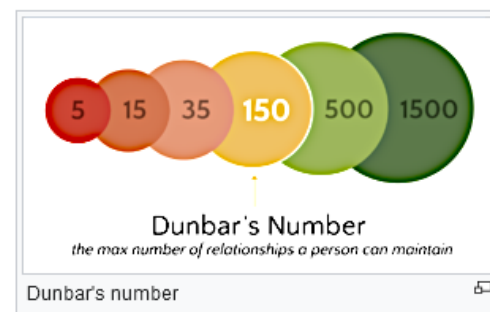 5 15 35 150 500 1500
Dunbar's Number
the max number of relationships a person can maintain
Dunbar's number